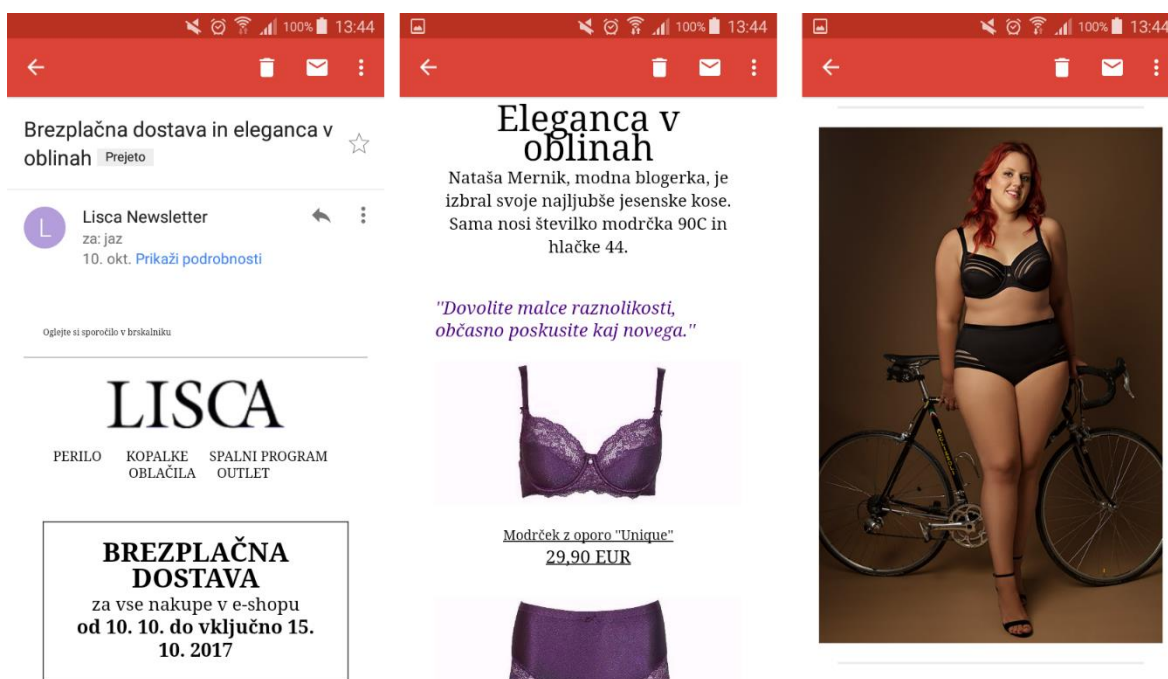 100% 13:44
Brezplačna dostava in eleganca v
oblinah Prejeto
L
Lisca Newsletter
za: jaz
10. okt. Prikaži podrobnosti
Oglejte si sporočilo v brskalniku
LISCA
PERILO KOPALKE SPALNI PROGRAM
OBLAČILA OUTLET
BREZPLAČNA
DOSTAVA
za vse nakupe v e-shopu
od 10. 10. do vključno 15.
10. 2017
100% 13:44
Eleganca v
oblinah
Nataša Mernik, modna blogerka, je
izbral svoje najljubše jesenske kose.
Sama nosi številko modrčka 90C in
hlačke 44.
"Dovolite malce raznolikosti,
občasno poskusite kaj novega."
Modrček z oporo "Unique"
29,90 EUR
100% 13:44